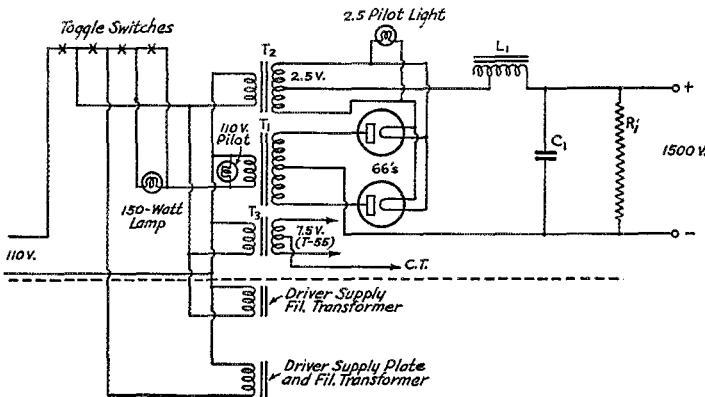 Toggle Switches
2.5 Pilot Light
T2
2.5 V.
L1
+
110 V.
Pilot
T1
66's
C1
R1
1500 V.
150-Watt
Lamp
T3
7.5 V.
(T-55)
110 V.
C.T.
−
Driver Supply
Fil. Transformer
Driver Supply Plate
and Fil. Transformer